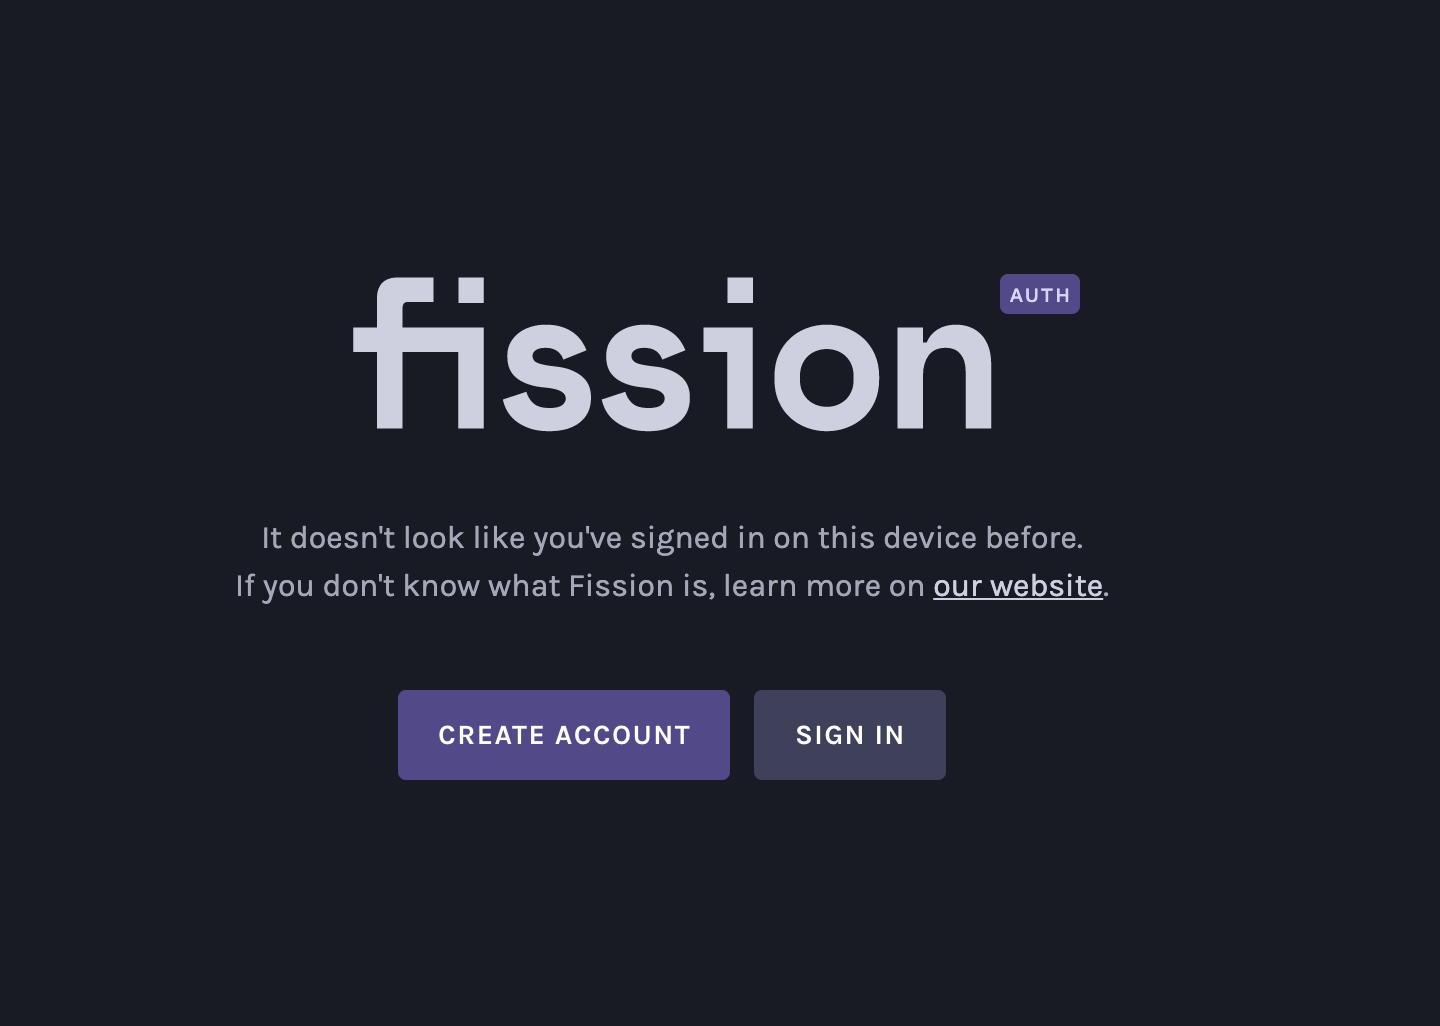 fission AUTH
It doesn't look like you've signed in on this device before.
If you don't know what Fission is, learn more on our website.
CREATE ACCOUNT SIGN IN